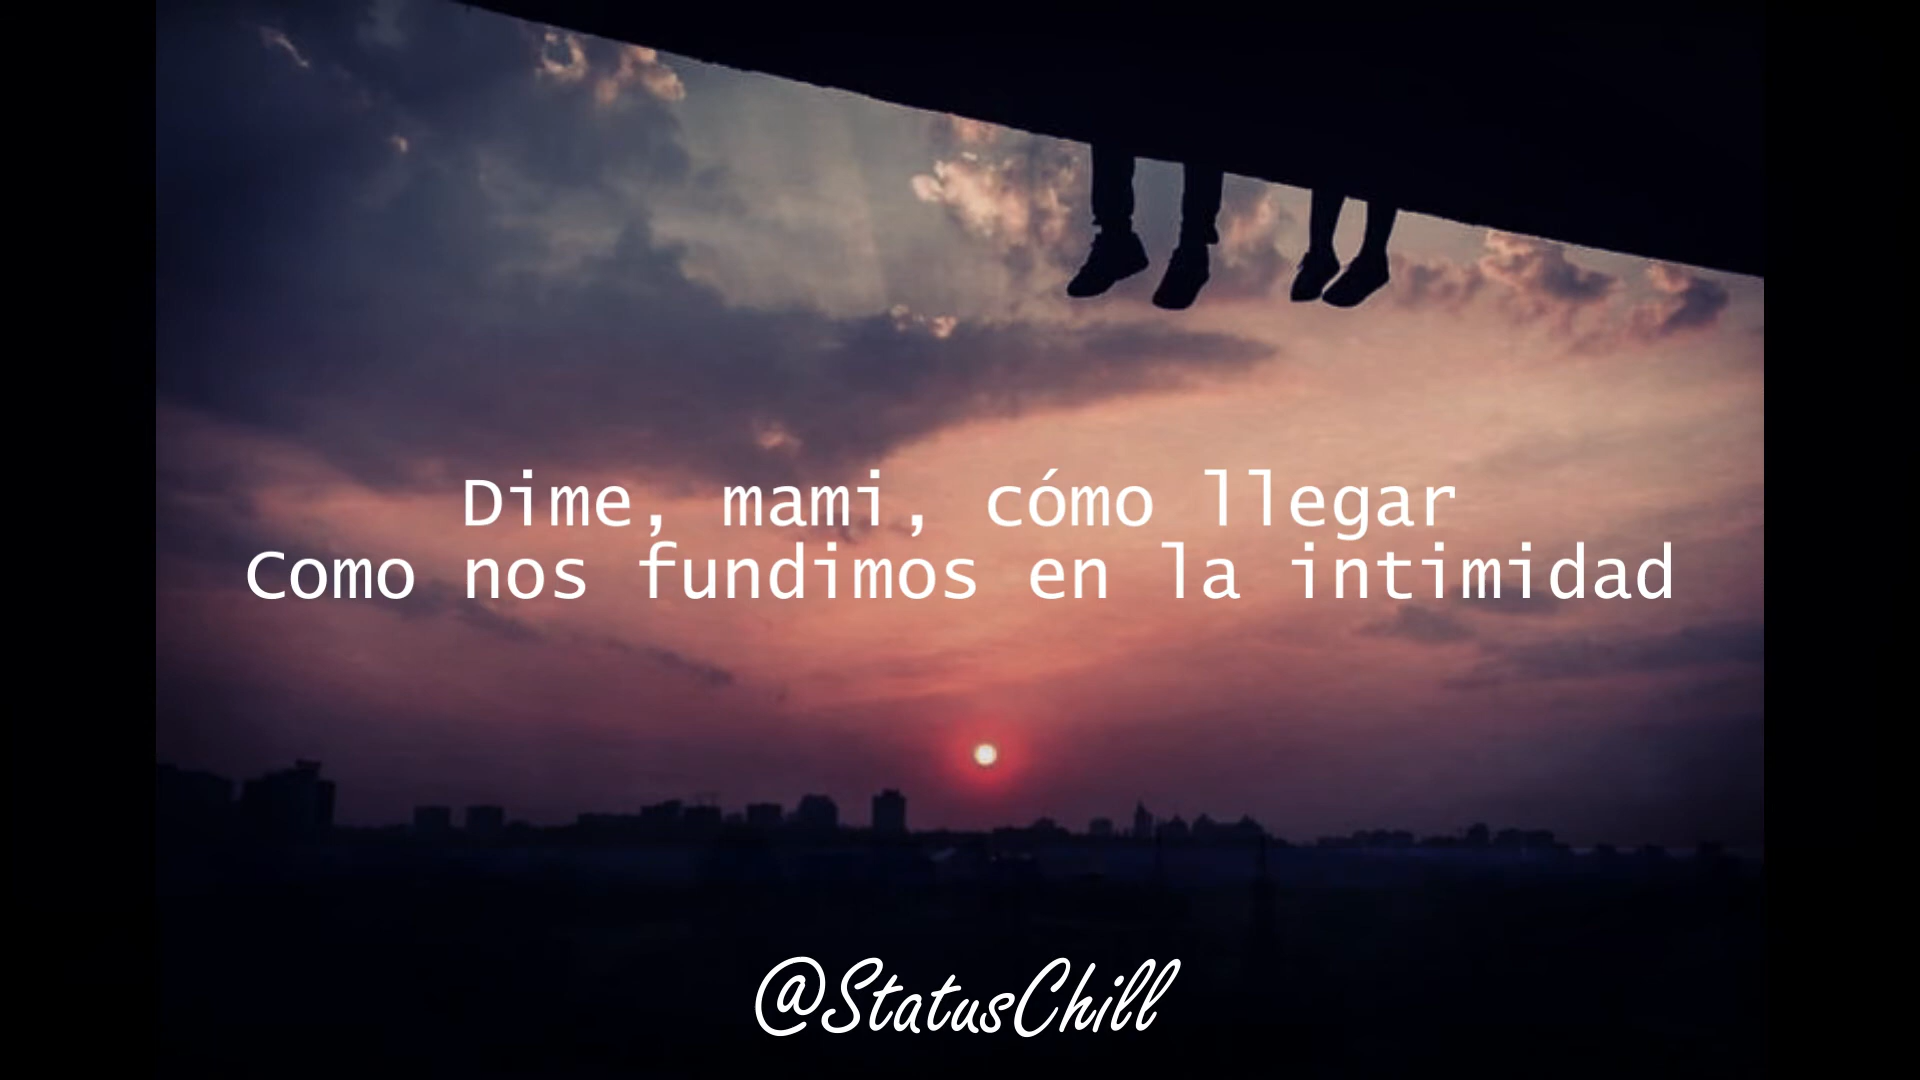 Dime, mami, cómo llegar
Como nos fundimos en la intimidad
@StatusChill